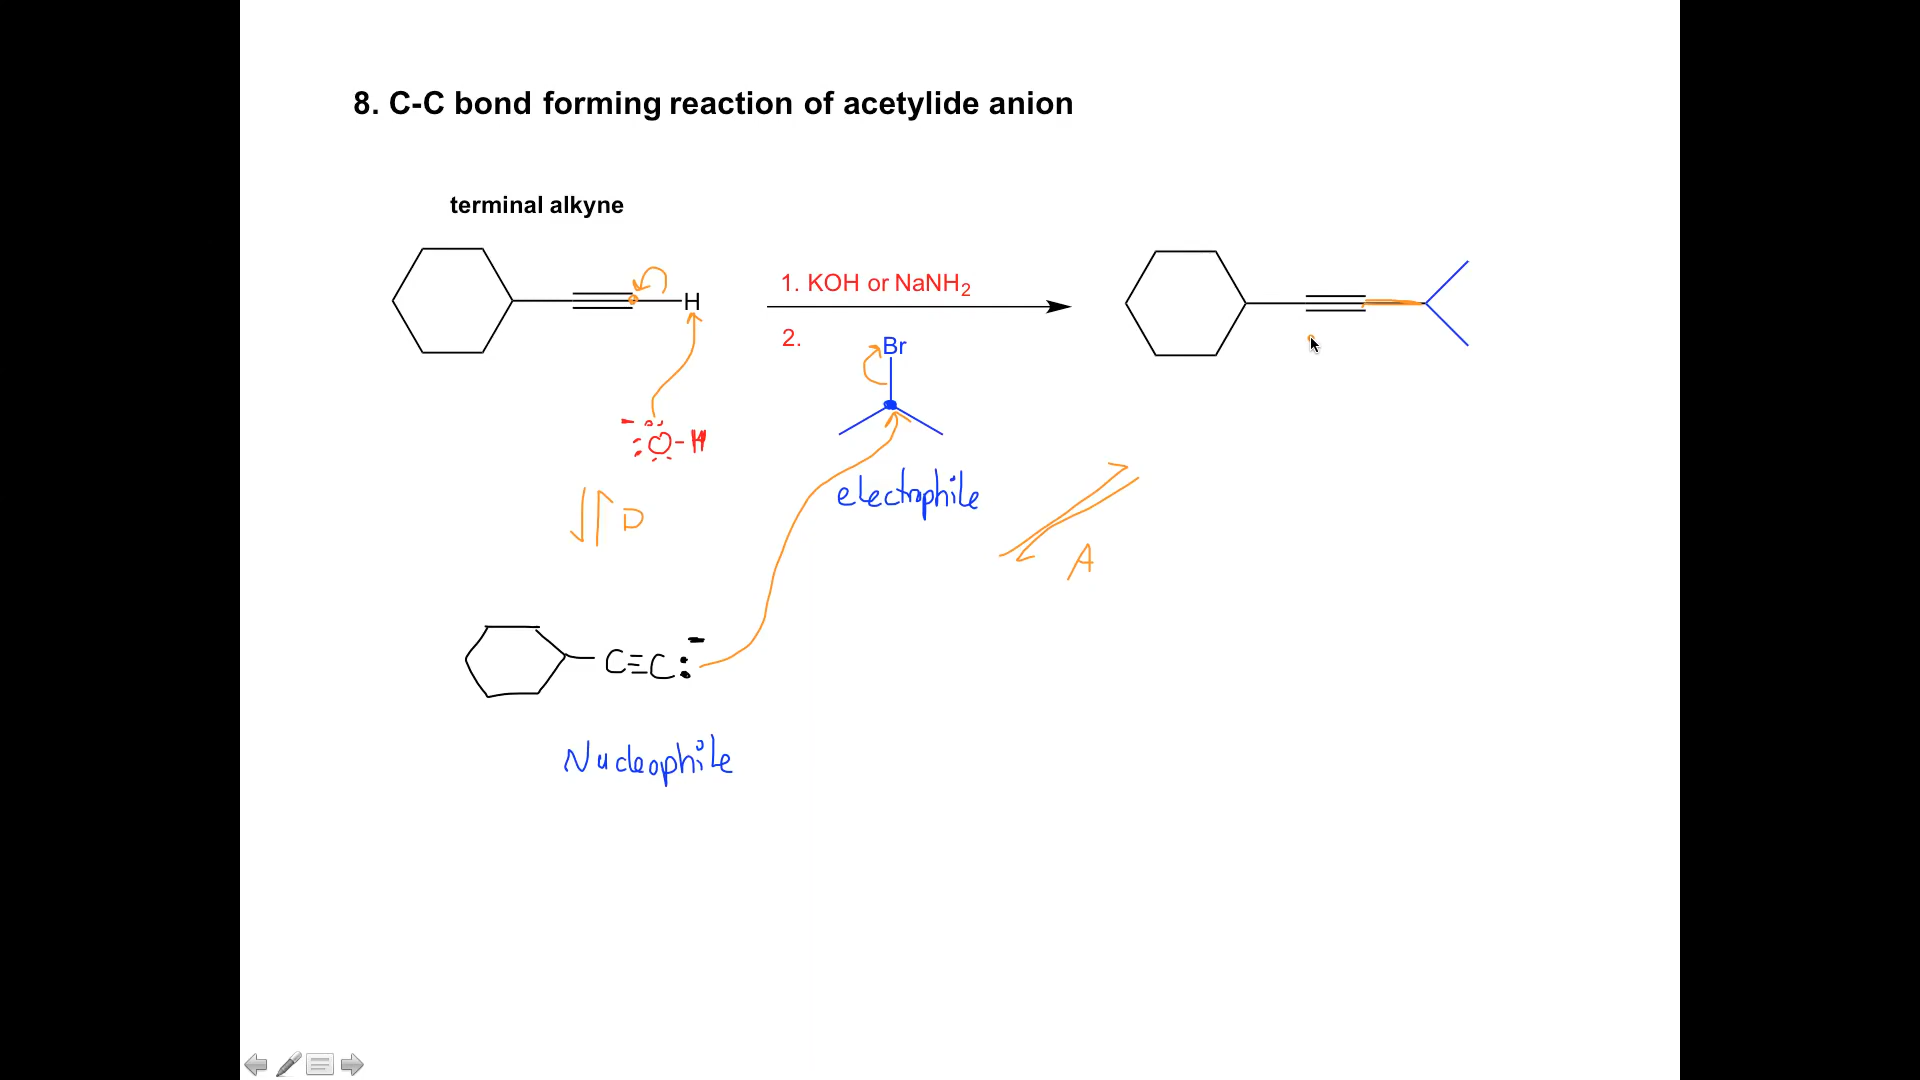 8. C-C bond forming reaction of acetylide anion
terminal alkyne
H
1. KOH or NaNH₂
2.
Br
:O-H
electrophile
D
A
C≡C:⁻
Nucleophile